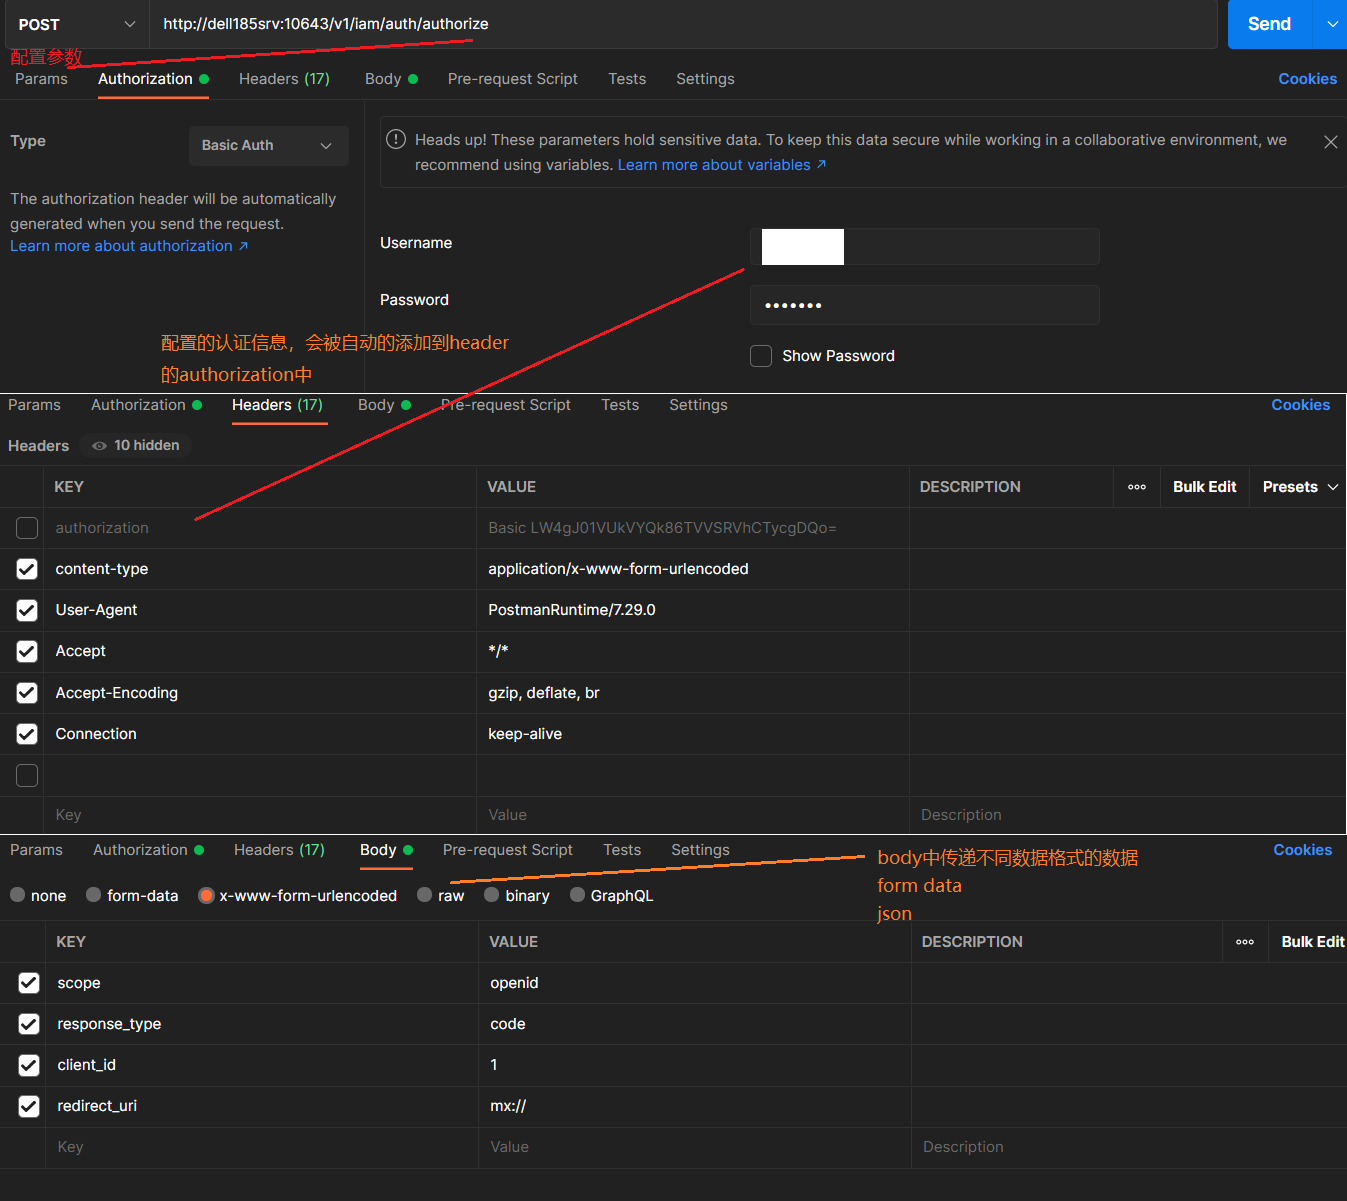 POST
http://dell185srv:10643/v1/iam/auth/authorize
Send
配置参数
Params Authorization Headers (17) Body Pre-request Script Tests Settings Cookies
Type
Basic Auth
The authorization header will be automatically
generated when you send the request.
Learn more about authorization ↗
Heads up! These parameters hold sensitive data. To keep this data secure while working in a collaborative environment, we
recommend using variables. Learn more about variables ↗
Username
Password
•••••••
Show Password
配置的认证信息，会被自动的添加到header
的authorization中
Params Authorization Headers (17) Body Pre-request Script Tests Settings Cookies
Headers 10 hidden
KEY VALUE DESCRIPTION Bulk Edit Presets
authorization Basic LW4gJ01VUkVYQk86TVVSRVhCTycgDQo=
content-type application/x-www-form-urlencoded
User-Agent PostmanRuntime/7.29.0
Accept */*
Accept-Encoding gzip, deflate, br
Connection keep-alive
Key Value Description
Params Authorization Headers (17) Body Pre-request Script Tests Settings Cookies
body中传递不同数据格式的数据
form data
json
none form-data x-www-form-urlencoded raw binary GraphQL
KEY VALUE DESCRIPTION Bulk Edit
scope openid
response_type code
client_id 1
redirect_uri mx://
Key Value Description